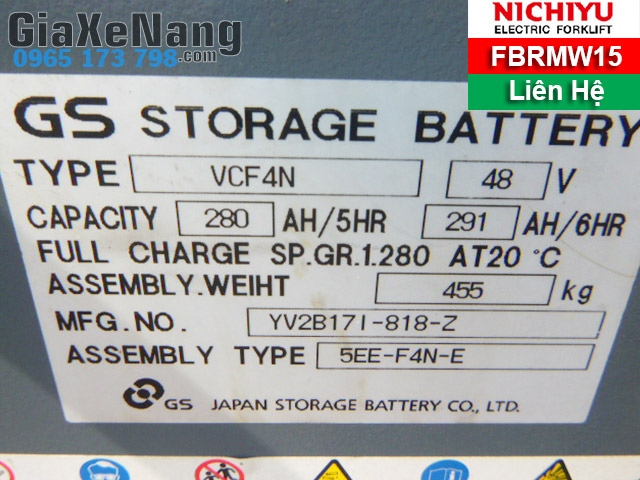 GiaXeNang.com
0965 173 798
NICHIYU
ELECTRIC FORKLIFT
FBRMW15
Liên Hệ
GS STORAGE BATTERY
TYPE VCF4N 48 V
CAPACITY 280 AH/5HR 291 AH/6HR
FULL CHARGE SP.GR.1.280 AT20 °C
ASSEMBLY.WEIHT 455 kg
MFG.NO. YV2B17I-818-Z
ASSEMBLY TYPE 5EE-F4N-E
GS JAPAN STORAGE BATTERY CO., LTD.